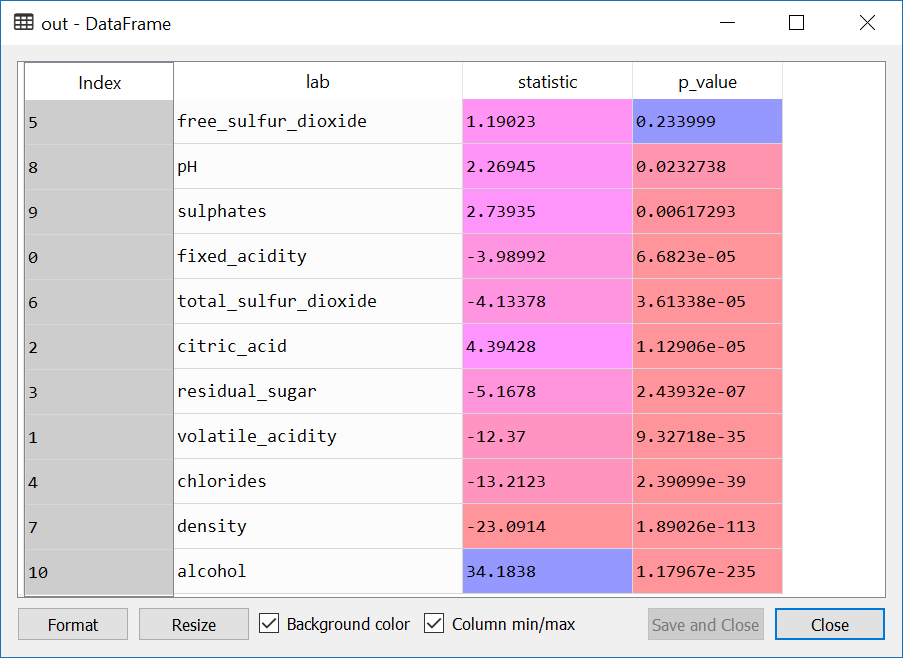 out - DataFrame
Index lab statistic p_value
5 free_sulfur_dioxide 1.19023 0.233999
8 pH 2.26945 0.0232738
9 sulphates 2.73935 0.00617293
0 fixed_acidity -3.98992 6.6823e-05
6 total_sulfur_dioxide -4.13378 3.61338e-05
2 citric_acid 4.39428 1.12906e-05
3 residual_sugar -5.1678 2.43932e-07
1 volatile_acidity -12.37 9.32718e-35
4 chlorides -13.2123 2.39099e-39
7 density -23.0914 1.89026e-113
10 alcohol 34.1838 1.17967e-235
Format Resize Background color Column min/max Save and Close Close